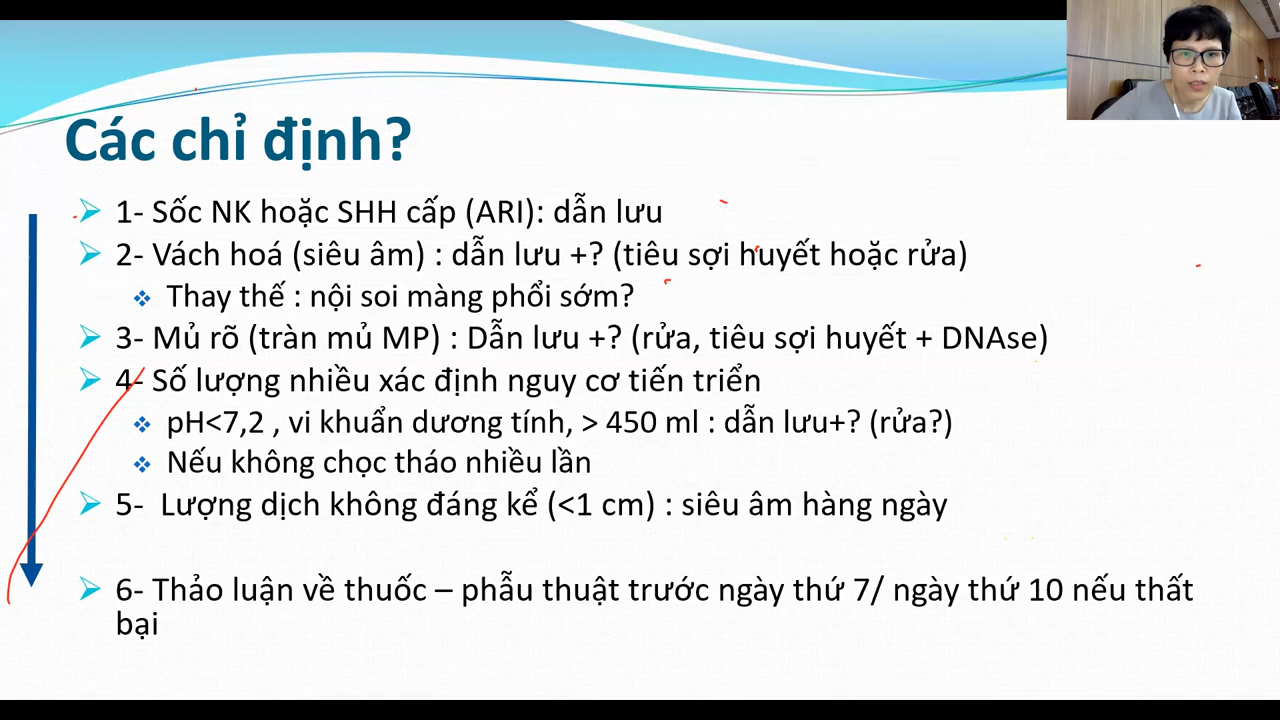 Các chỉ định?
1- Sốc NK hoặc SHH cấp (ARI): dẫn lưu
2- Vách hoá (siêu âm) : dẫn lưu +? (tiêu sợi huyết hoặc rửa)
Thay thế : nội soi màng phổi sớm?
3- Mủ rõ (tràn mủ MP) : Dẫn lưu +? (rửa, tiêu sợi huyết + DNAse)
4- Số lượng nhiều xác định nguy cơ tiến triển
pH<7,2 , vi khuẩn dương tính, > 450 ml : dẫn lưu+? (rửa?)
Nếu không chọc tháo nhiều lần
5- Lượng dịch không đáng kể (<1 cm) : siêu âm hàng ngày
6- Thảo luận về thuốc – phẫu thuật trước ngày thứ 7/ ngày thứ 10 nếu thất
bại